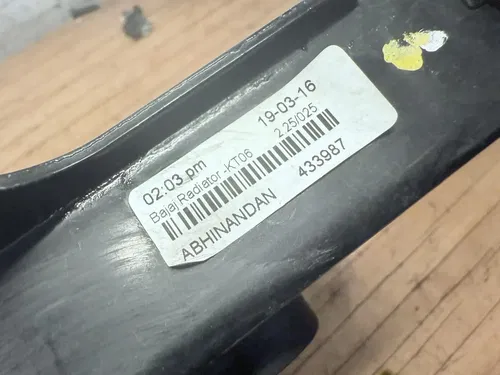 02:03 pm 19-03-16
Bajaj Radiator -KT06 2 25/025
ABHINANDAN 433987